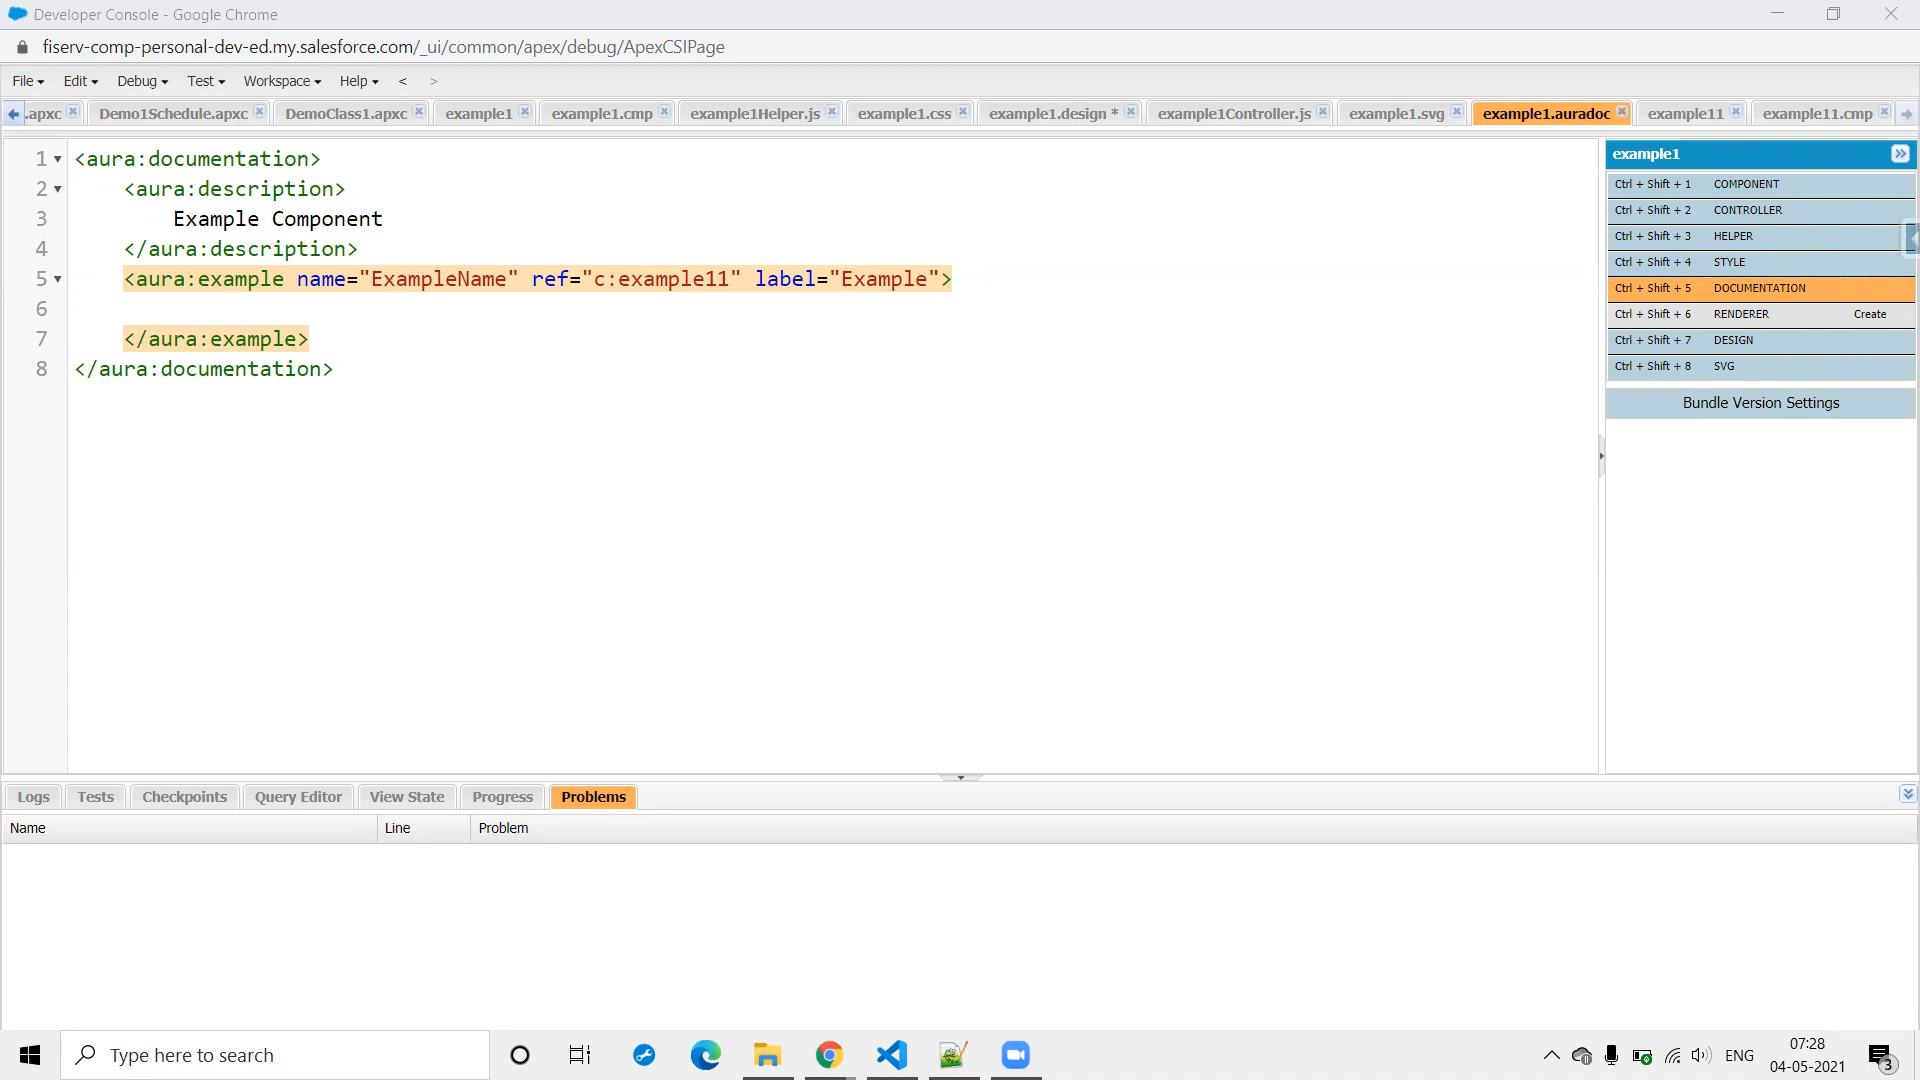 Developer Console - Google Chrome
fiserv-comp-personal-dev-ed.my.salesforce.com/_ui/common/apex/debug/ApexCSIPage
File Edit Debug Test Workspace Help < >
.apxc Demo1Schedule.apxc DemoClass1.apxc example1 example1.cmp example1Helper.js example1.css example1.design * example1Controller.js example1.svg example1.auradoc example11 example11.cmp
1 <aura:documentation>
2 <aura:description>
3 Example Component
4 </aura:description>
5 <aura:example name="ExampleName" ref="c:example11" label="Example">
6
7 </aura:example>
8 </aura:documentation>
example1
Ctrl + Shift + 1 COMPONENT
Ctrl + Shift + 2 CONTROLLER
Ctrl + Shift + 3 HELPER
Ctrl + Shift + 4 STYLE
Ctrl + Shift + 5 DOCUMENTATION
Ctrl + Shift + 6 RENDERER Create
Ctrl + Shift + 7 DESIGN
Ctrl + Shift + 8 SVG
Bundle Version Settings
Logs Tests Checkpoints Query Editor View State Progress Problems
Name Line Problem
Type here to search
ENG
07:28
04-05-2021
3